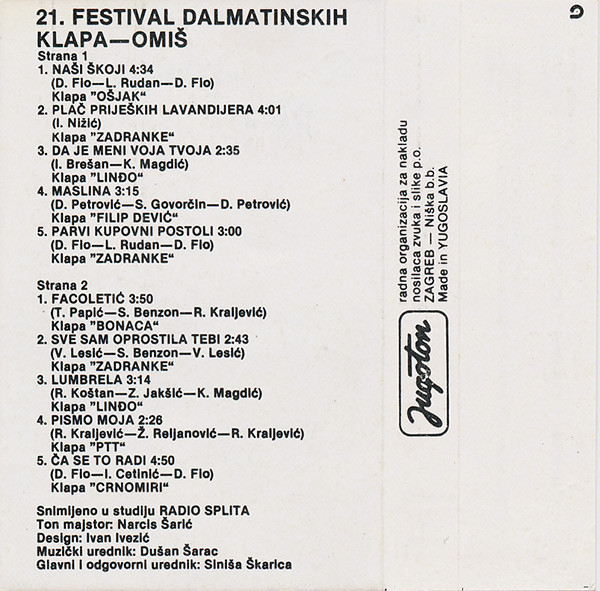 21. FESTIVAL DALMATINSKIH
KLAPA—OMIŠ
Strana 1
1. NAŠI ŠKOJI 4:34
(D. Fio—L. Rudan—D. Fio)
Klapa "OŠJAK"
2. PLAČ PRIJEŠKIH LAVANDIJERA 4:01
(I. Nižić)
Klapa "ZADRANKE"
3. DA JE MENI VOJA TVOJA 2:35
(I. Brešan—K. Magdić)
Klapa "LINĐO"
4. MASLINA 3:15
(D. Petrović—S. Govorčin—D. Petrović)
Klapa "FILIP DEVIĆ"
5. PARVI KUPOVNI POSTOLI 3:00
(D. Fio—L. Rudan—D. Fio)
Klapa "ZADRANKE"
Strana 2
1. FACOLETIĆ 3:50
(T. Papić—S. Benzon—R. Kraljević)
Klapa "BONACA"
2. SVE SAM OPROSTILA TEBI 2:43
(V. Lesić—S. Benzon—V. Lesić)
Klapa "ZADRANKE"
3. LUMBRELA 3:14
(R. Koštan—Z. Jakšić—K. Magdić)
Klapa "LINĐO"
4. PISMO MOJA 2:26
(R. Kraljević—Ž. Reljanović—R. Kraljević)
Klapa "PTT"
5. ČA SE TO RADI 4:50
(D. Fio—I. Cetinić—D. Fio)
Klapa "CRNOMIRI"
Snimljeno u studiju RADIO SPLITA
Ton majstor: Narcis Šarić
Design: Ivan Ivezić
Muzički urednik: Dušan Šarac
Glavni i odgovorni urednik: Siniša Škarica
Jugoton
radna organizacija za nakladu
nosilaca zvuka i slike p.o.
ZAGREB — Niška b.b.
Made in YUGOSLAVIA